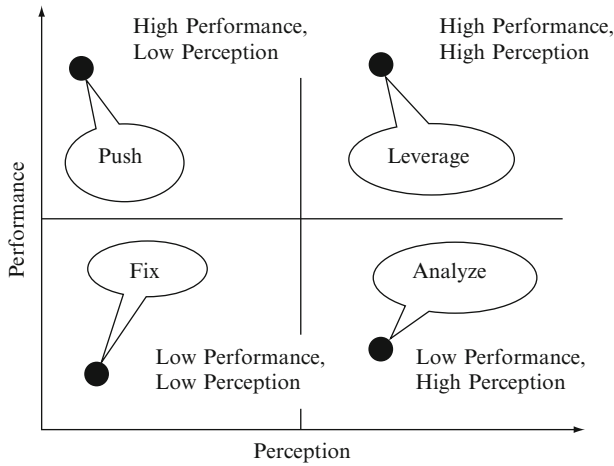 High Performance,
Low Perception
High Performance,
High Perception
Push
Leverage
Performance
Fix
Analyze
Low Performance,
Low Perception
Low Performance,
High Perception
Perception